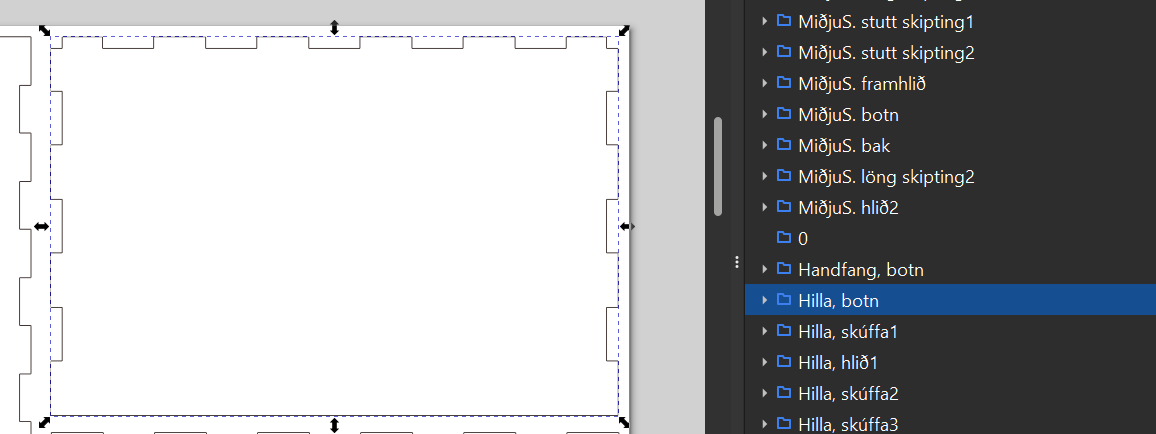 MiðjuS. stutt skipting1
MiðjuS. stutt skipting2
MiðjuS. framhlið
MiðjuS. botn
MiðjuS. bak
MiðjuS. löng skipting2
MiðjuS. hlið2
0
Handfang, botn
Hilla, botn
Hilla, skúffa1
Hilla, hlið1
Hilla, skúffa2
Hilla, skúffa3